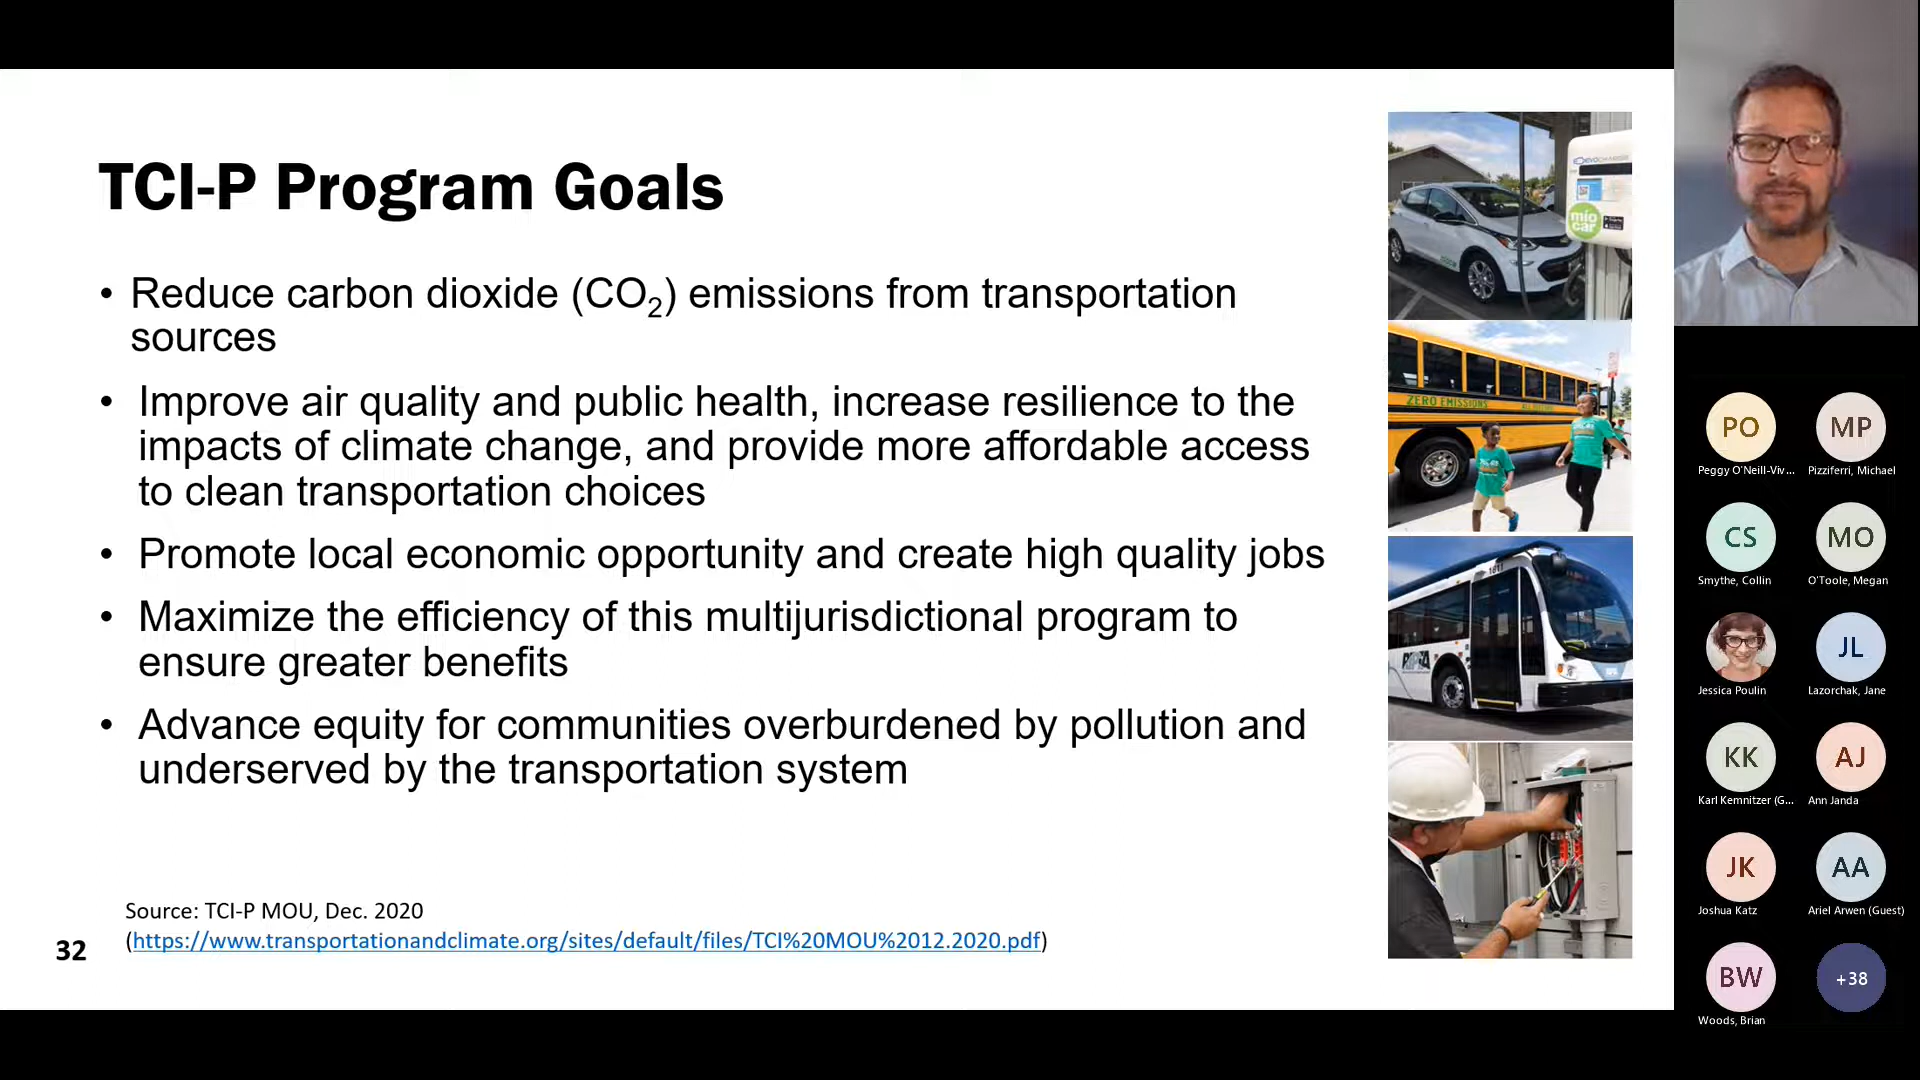 TCI-P Program Goals
• Reduce carbon dioxide (CO₂) emissions from transportation
sources
• Improve air quality and public health, increase resilience to the
impacts of climate change, and provide more affordable access
to clean transportation choices
• Promote local economic opportunity and create high quality jobs
• Maximize the efficiency of this multijurisdictional program to
ensure greater benefits
• Advance equity for communities overburdened by pollution and
underserved by the transportation system
Source: TCI-P MOU, Dec. 2020
(https://www.transportationandclimate.org/sites/default/files/TCI%20MOU%2012.2020.pdf)
32
mío
car
ZERO EMISSIONS
1611
PO
Peggy O'Neill-Viv...
MP
Pizziferri, Michael
CS
Smythe, Collin
MO
O'Toole, Megan
Jessica Poulin
JL
Lazorchak, Jane
KK
Karl Kemnitzer (G...
AJ
Ann Janda
JK
Joshua Katz
AA
Ariel Arwen (Guest)
BW
Woods, Brian
+38